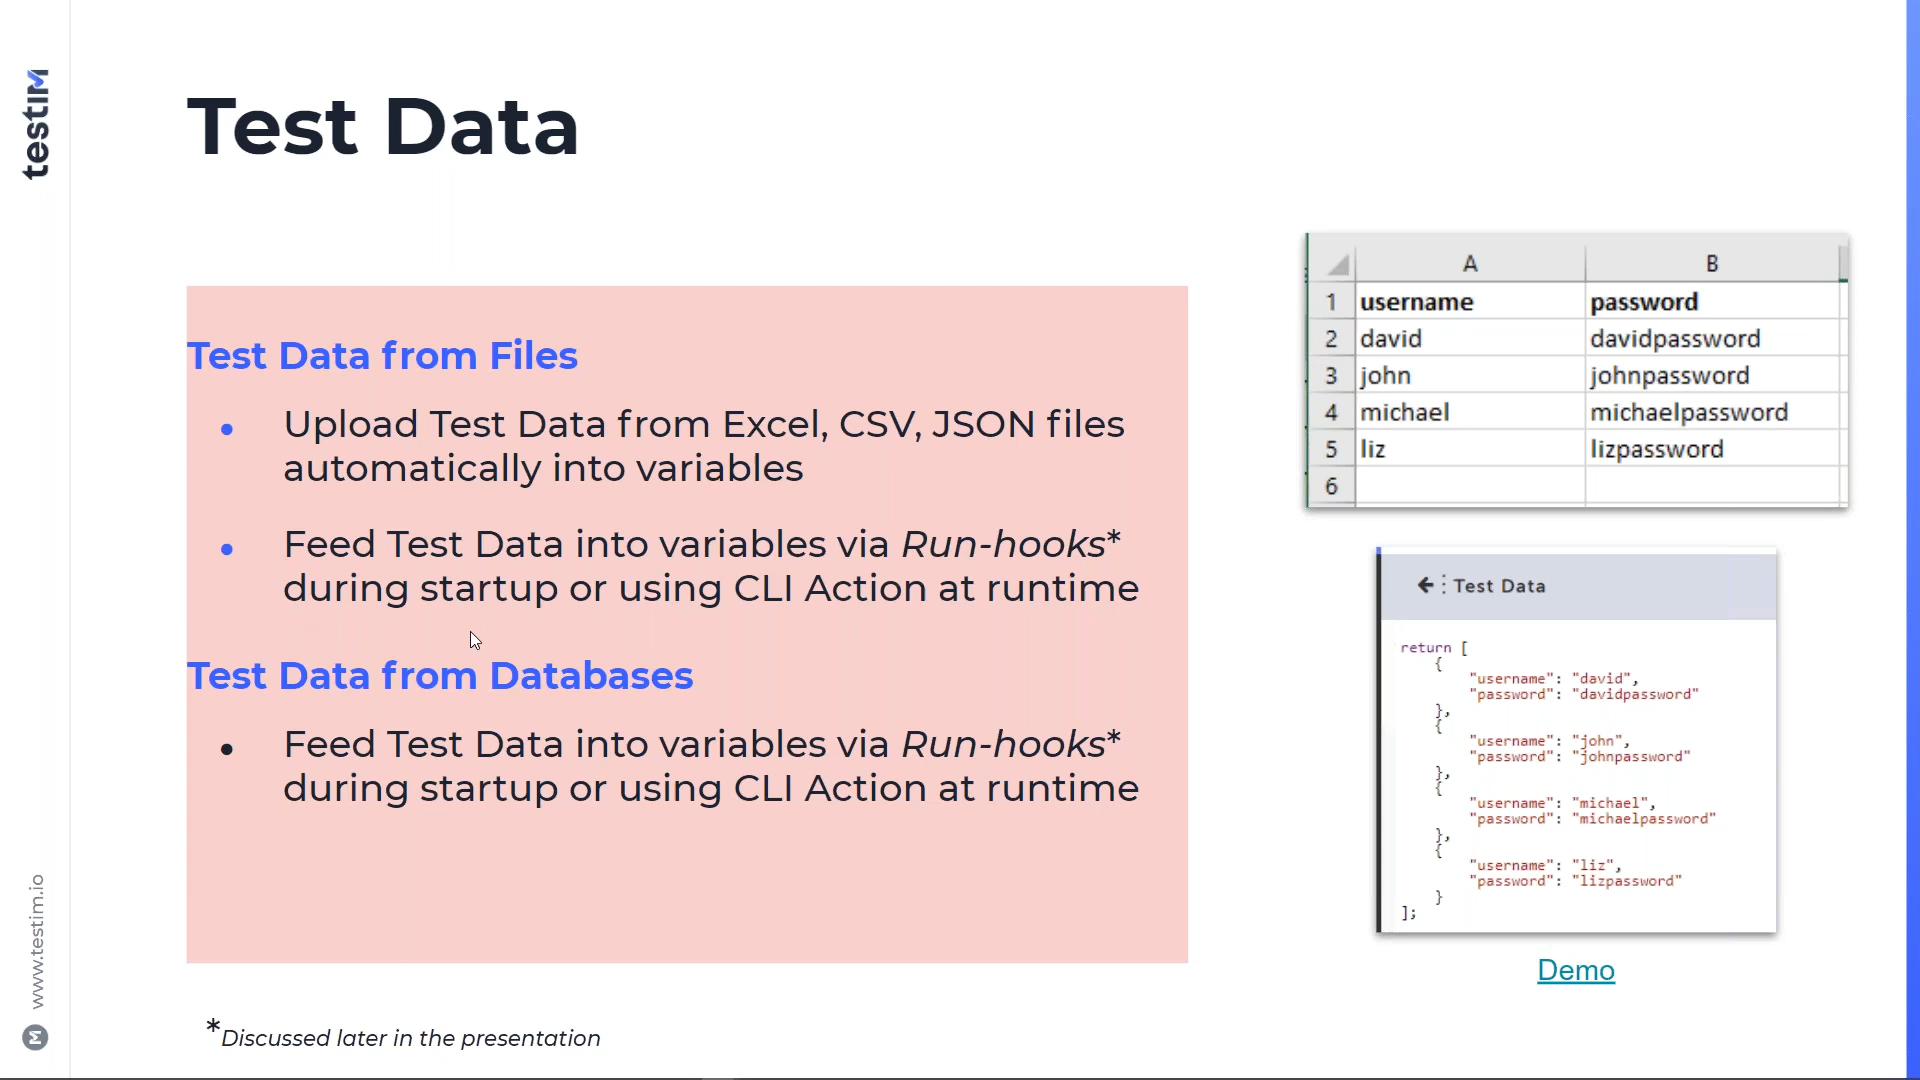 testim
Test Data
Test Data from Files
• Upload Test Data from Excel, CSV, JSON files
automatically into variables
• Feed Test Data into variables via Run-hooks*
during startup or using CLI Action at runtime
Test Data from Databases
• Feed Test Data into variables via Run-hooks*
during startup or using CLI Action at runtime
*Discussed later in the presentation
A B
1 username password
2 david davidpassword
3 john johnpassword
4 michael michaelpassword
5 liz lizpassword
6
Test Data
return [
{
"username": "david",
"password": "davidpassword"
},
{
"username": "john",
"password": "johnpassword"
},
{
"username": "michael",
"password": "michaelpassword"
},
{
"username": "liz",
"password": "lizpassword"
}
];
Demo
www.testim.io
M